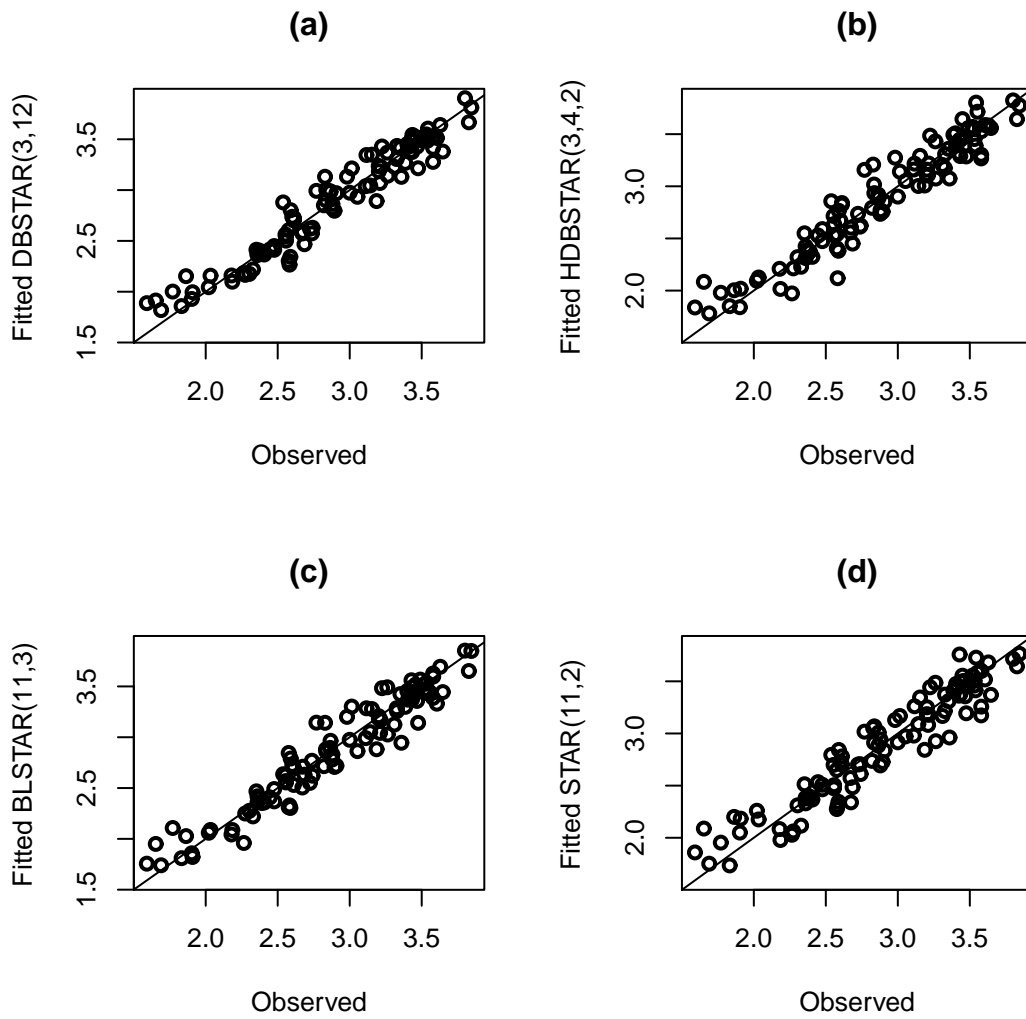 (a)
Fitted DBSTAR(3,12)
1.5 2.5 3.5
2.0 2.5 3.0 3.5
Observed
(b)
Fitted HDBSTAR(3,4,2)
2.0 3.0
2.0 2.5 3.0 3.5
Observed
(c)
Fitted BLSTAR(11,3)
1.5 2.5 3.5
2.0 2.5 3.0 3.5
Observed
(d)
Fitted STAR(11,2)
2.0 3.0
2.0 2.5 3.0 3.5
Observed